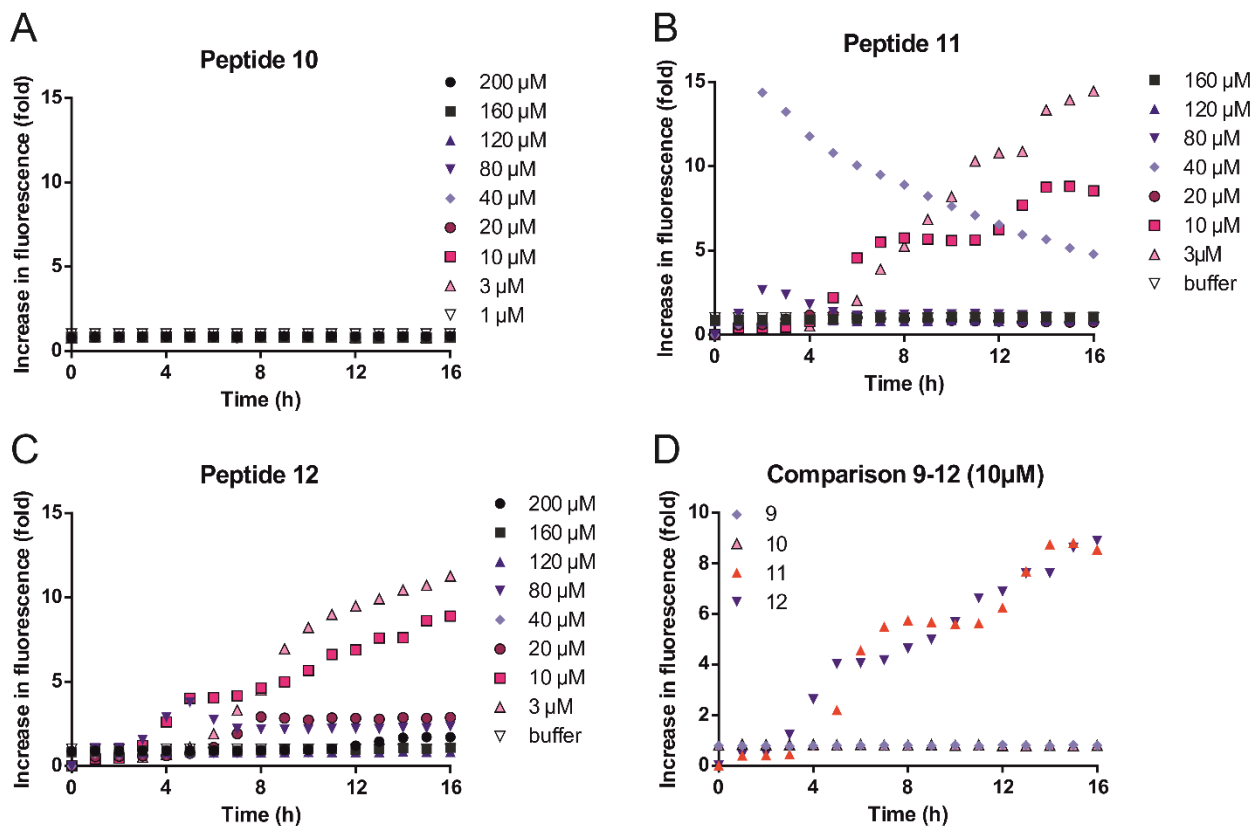 A
Peptide 10
Increase in fluorescence (fold)
15
10
5
0
0 4 8 12 16
Time (h)
200 µM
160 µM
120 µM
80 µM
40 µM
20 µM
10 µM
3 µM
1 µM
B
Peptide 11
Increase in fluorescence (fold)
15
10
5
0
0 4 8 12 16
Time (h)
160 µM
120 µM
80 µM
40 µM
20 µM
10 µM
3µM
buffer
C
Peptide 12
Increase in fluorescence (fold)
15
10
5
0
0 4 8 12 16
Time (h)
200 µM
160 µM
120 µM
80 µM
40 µM
20 µM
10 µM
3 µM
buffer
D
Comparison 9-12 (10µM)
Increase in fluorescence (fold)
10
8
6
4
2
0
0 4 8 12 16
Time (h)
9
10
11
12